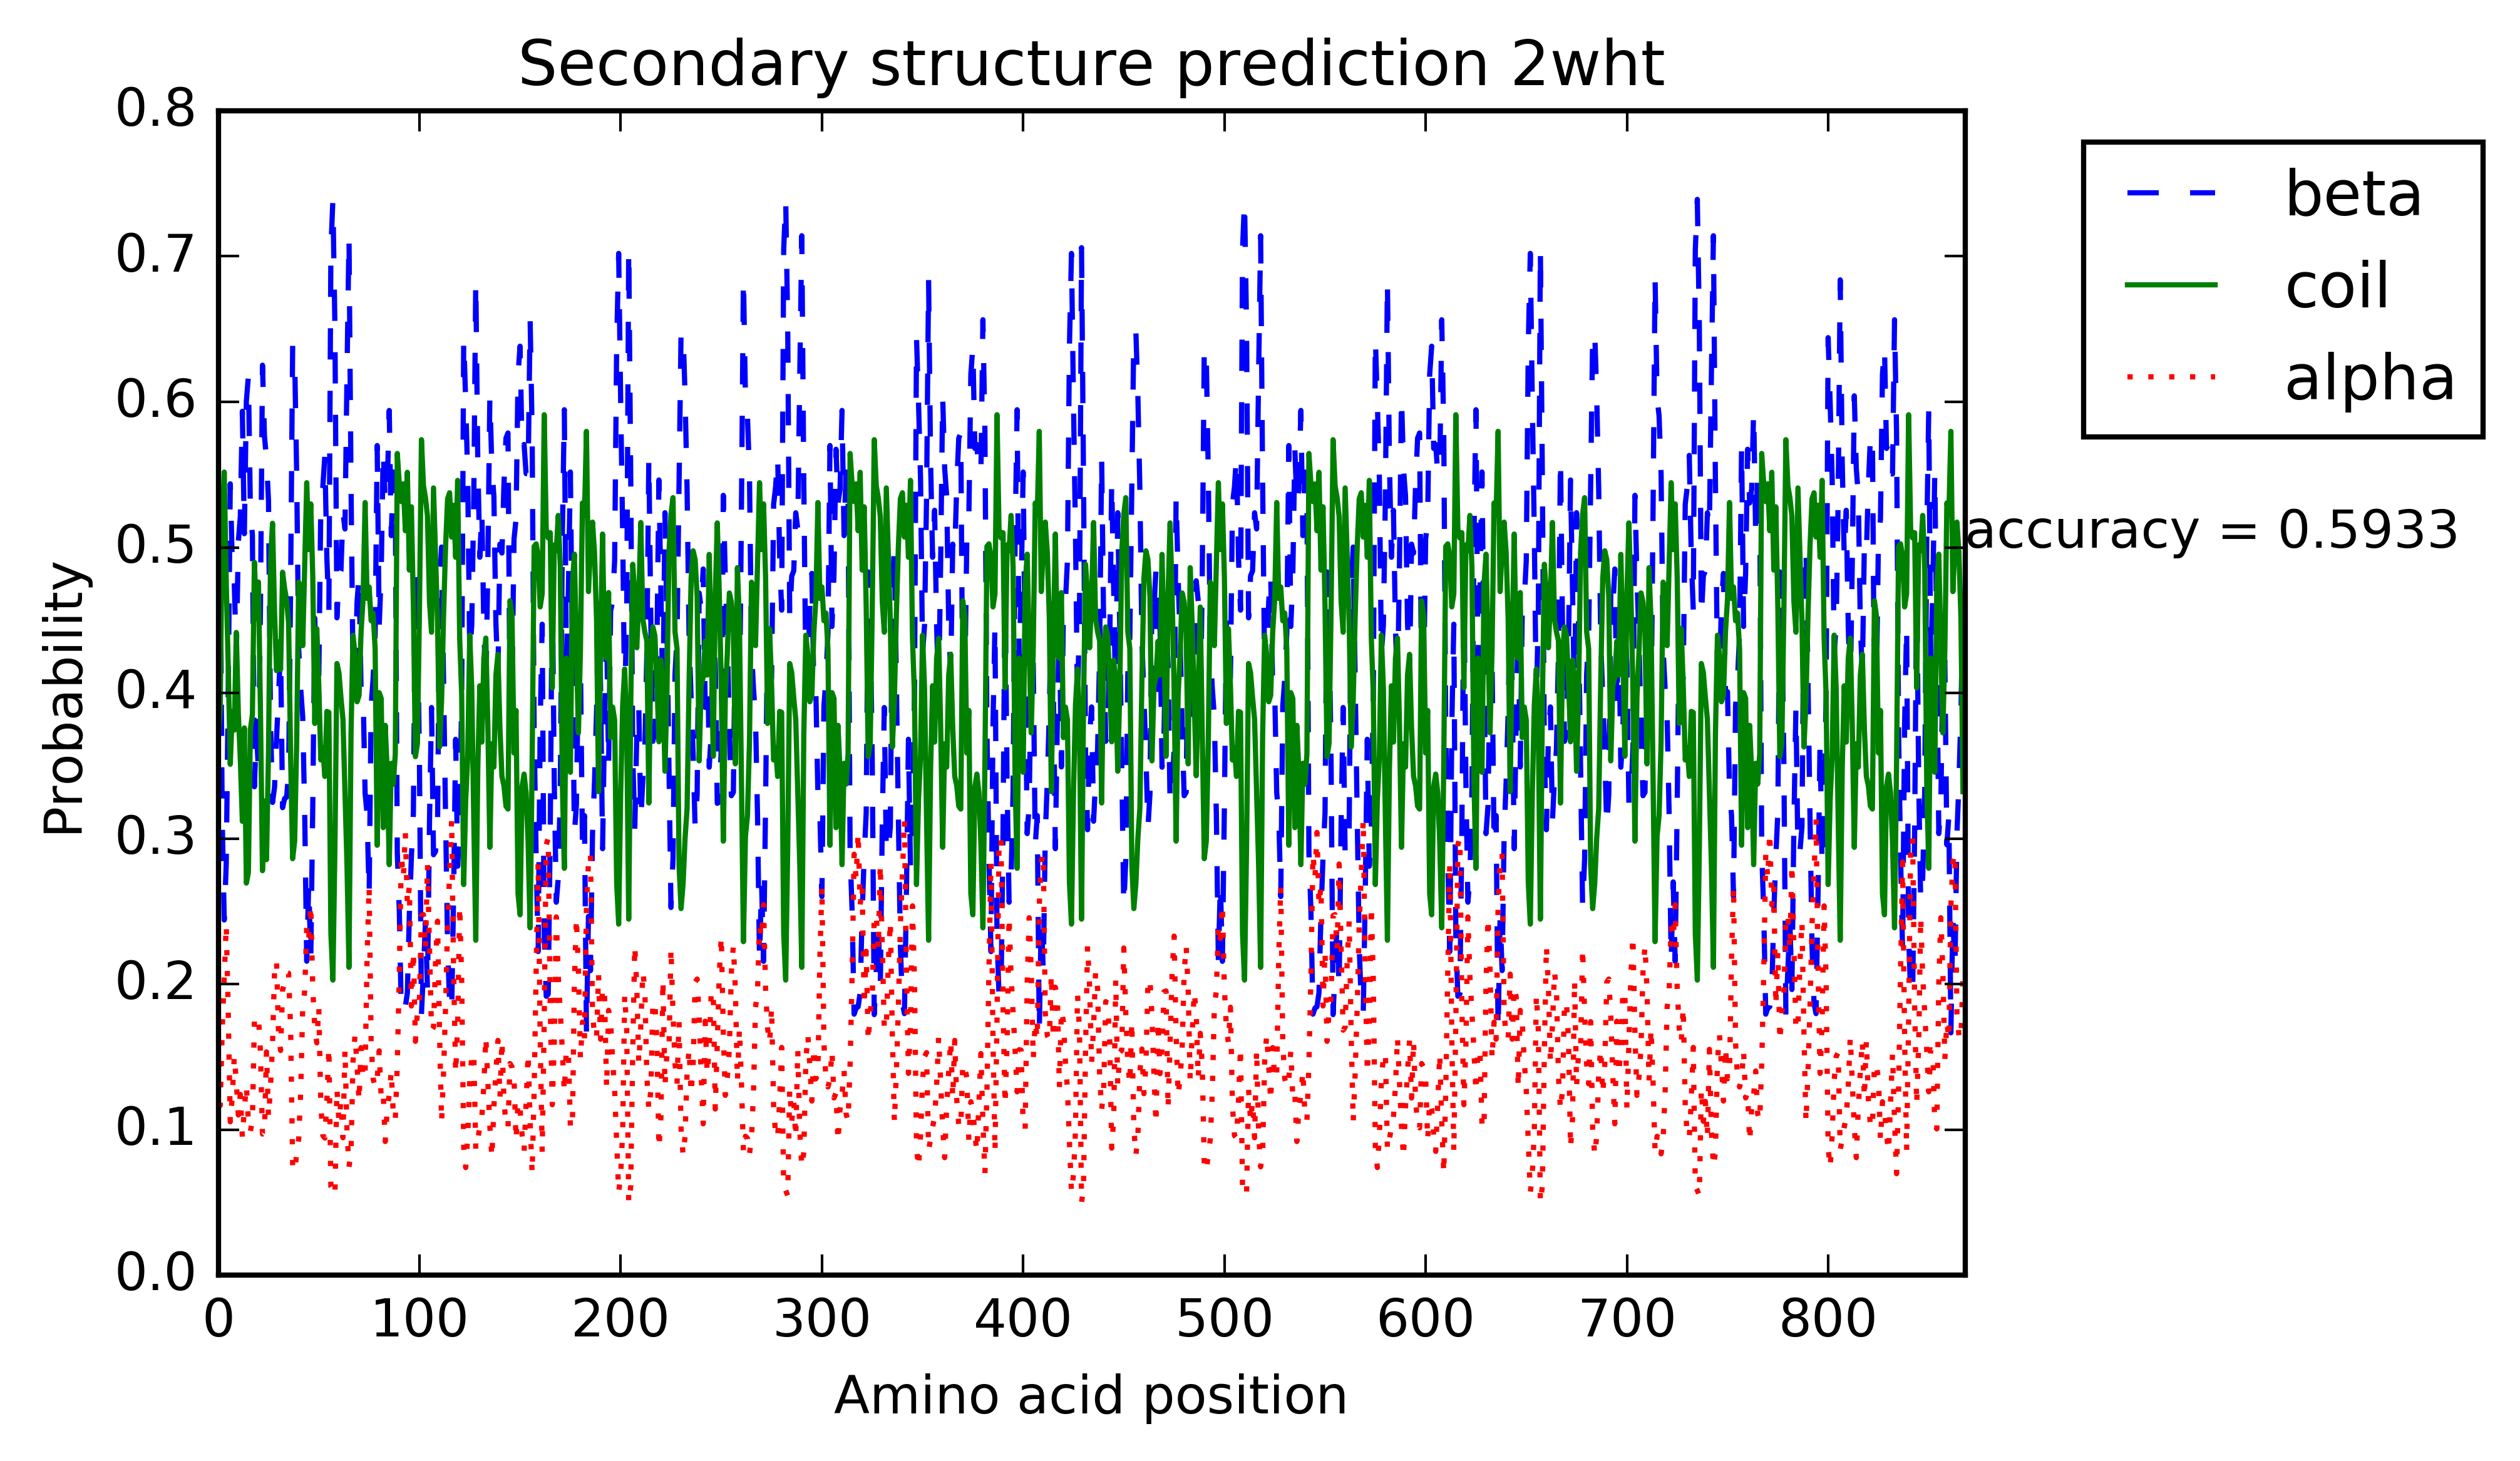 Secondary structure prediction 2wht
0.8
0.7
0.6
0.5
0.4
0.3
0.2
0.1
0.0
Probability
0 100 200 300 400 500 600 700 800
Amino acid position
beta
coil
alpha
accuracy = 0.5933